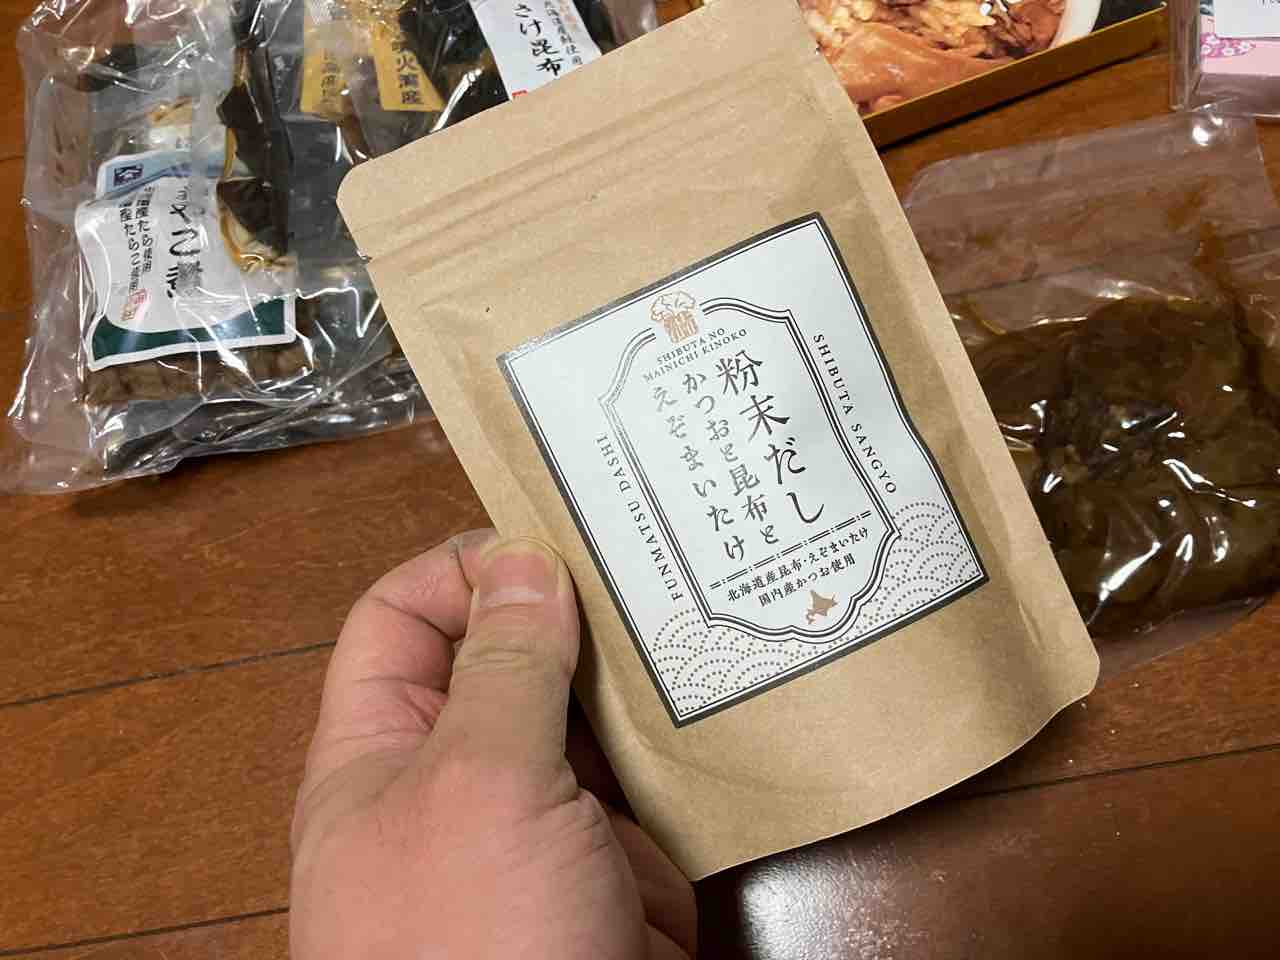 さけ昆布
SHIBUTA NO
MAINICHI KINOKO
粉末だし
かつおと昆布と
えぞまいたけ
北海道産昆布・えぞまいたけ
国内産かつお使用
FUNMATSU DASHI
SHIBUTA SANGYO